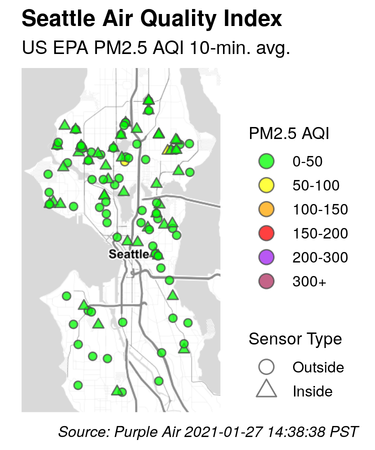 Seattle Air Quality Index
US EPA PM2.5 AQI 10-min. avg.
PM2.5 AQI
0-50
50-100
100-150
150-200
200-300
300+
Seattle
Sensor Type
Outside
Inside
Source: Purple Air 2021-01-27 14:38:38 PST